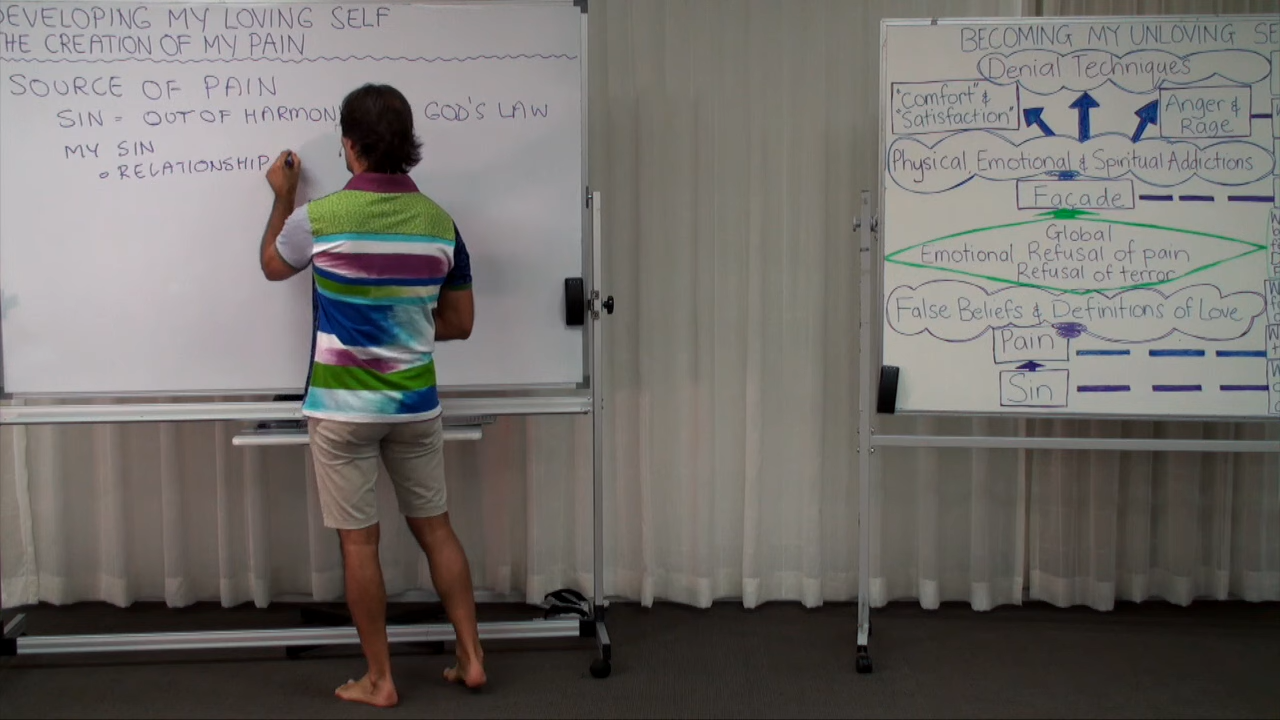 DEVELOPING MY LOVING SELF
THE CREATION OF MY PAIN
SOURCE OF PAIN
SIN = OUT OF HARMONY GOD'S LAW
MY SIN
RELATIONSHIP
BECOMING MY UNLOVING SE
Denial Techniques
"Comfort" &
"Satisfaction"
Anger &
Rage
Physical, Emotional & Spiritual Addictions
Façade
Global
Emotional Refusal of pain
Refusal of terror
False Beliefs & Definitions of Love
Pain
Sin